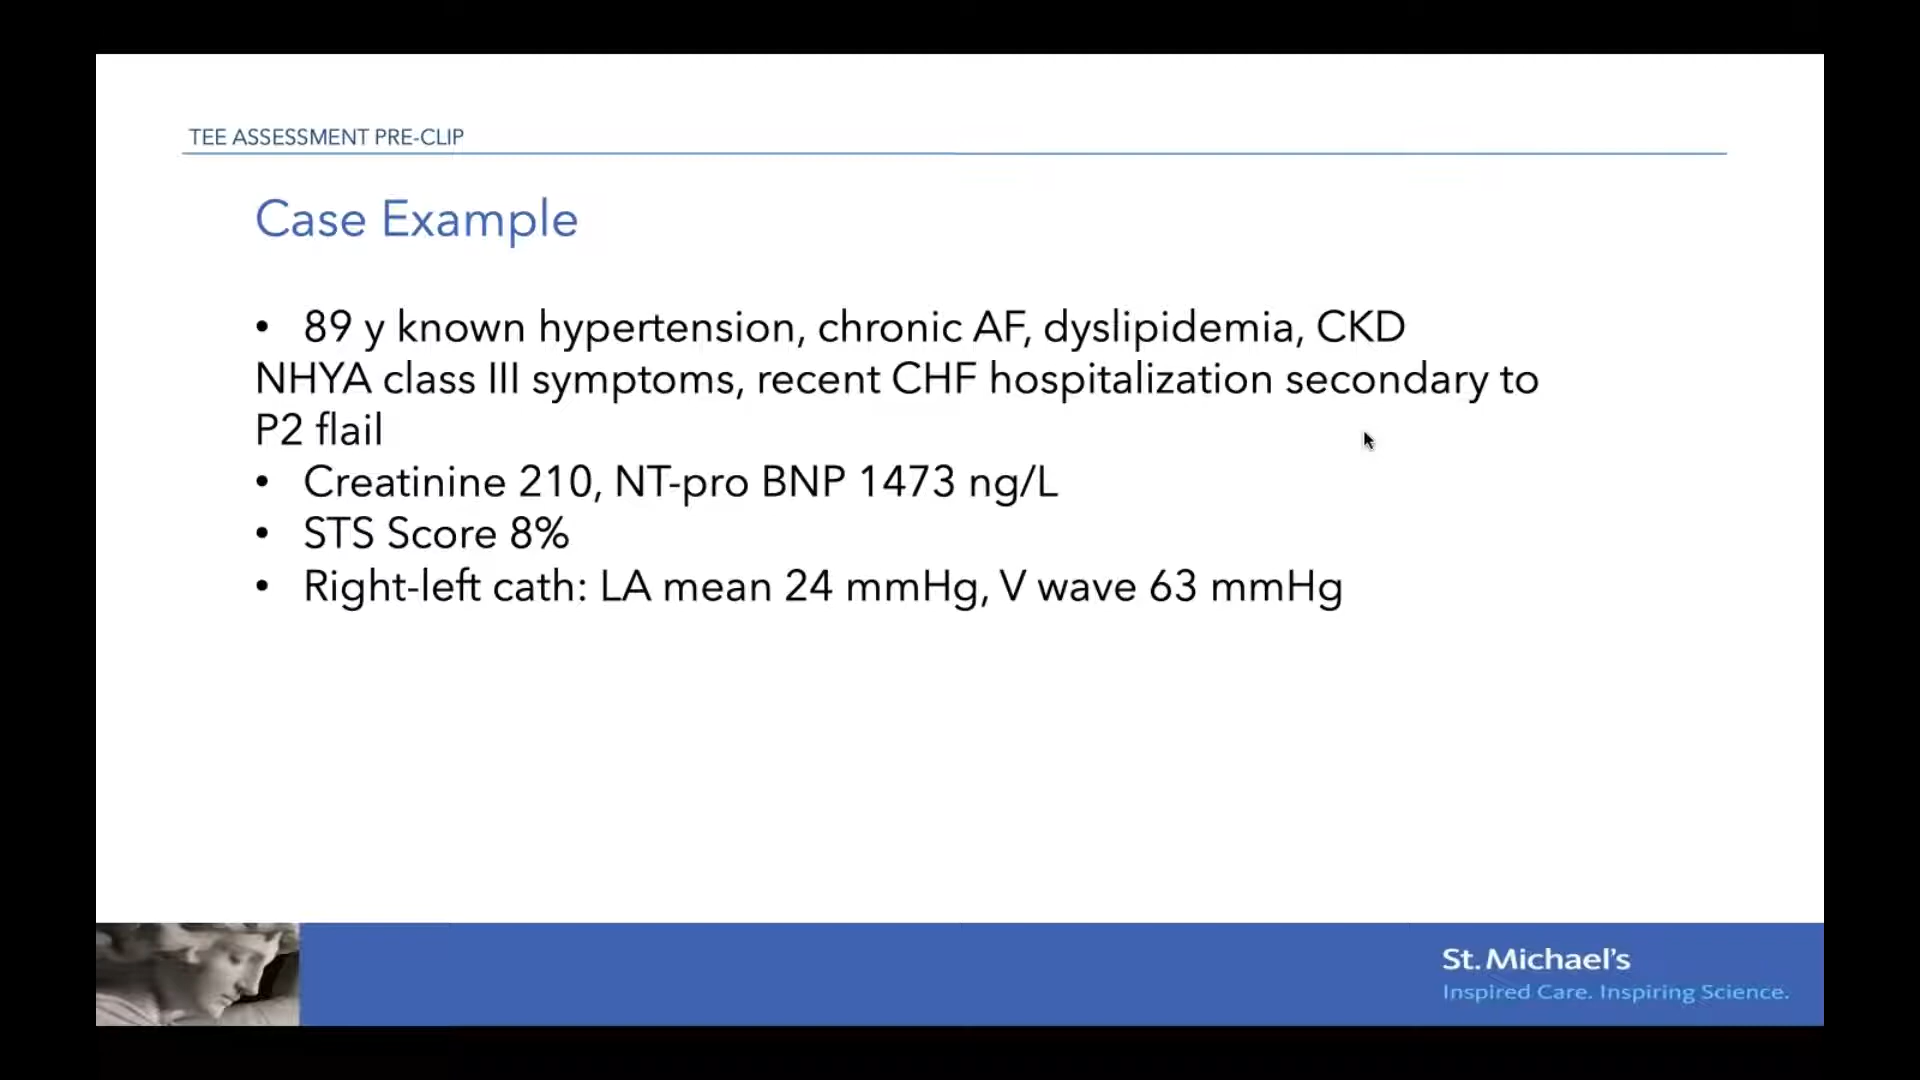 TEE ASSESSMENT PRE-CLIP
Case Example
• 89 y known hypertension, chronic AF, dyslipidemia, CKD
NHYA class III symptoms, recent CHF hospitalization secondary to
P2 flail
• Creatinine 210, NT-pro BNP 1473 ng/L
• STS Score 8%
• Right-left cath: LA mean 24 mmHg, V wave 63 mmHg
St. Michael's
Inspired Care. Inspiring Science.